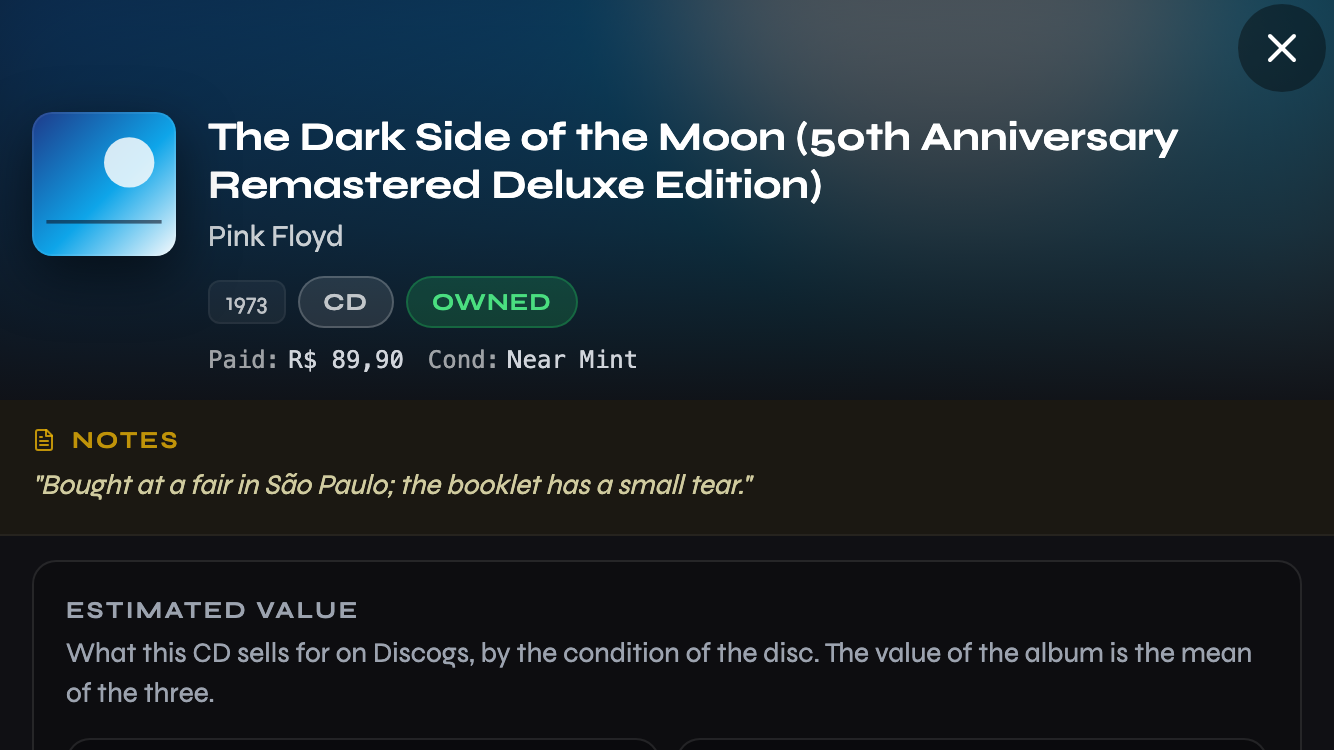 The Dark Side of the Moon (50th Anniversary
Remastered Deluxe Edition)
Pink Floyd
1973 CD OWNED
Paid: R$ 89,90 Cond: Near Mint
NOTES
"Bought at a fair in São Paulo; the booklet has a small tear."
ESTIMATED VALUE
What this CD sells for on Discogs, by the condition of the disc. The value of the album is the mean
of the three.